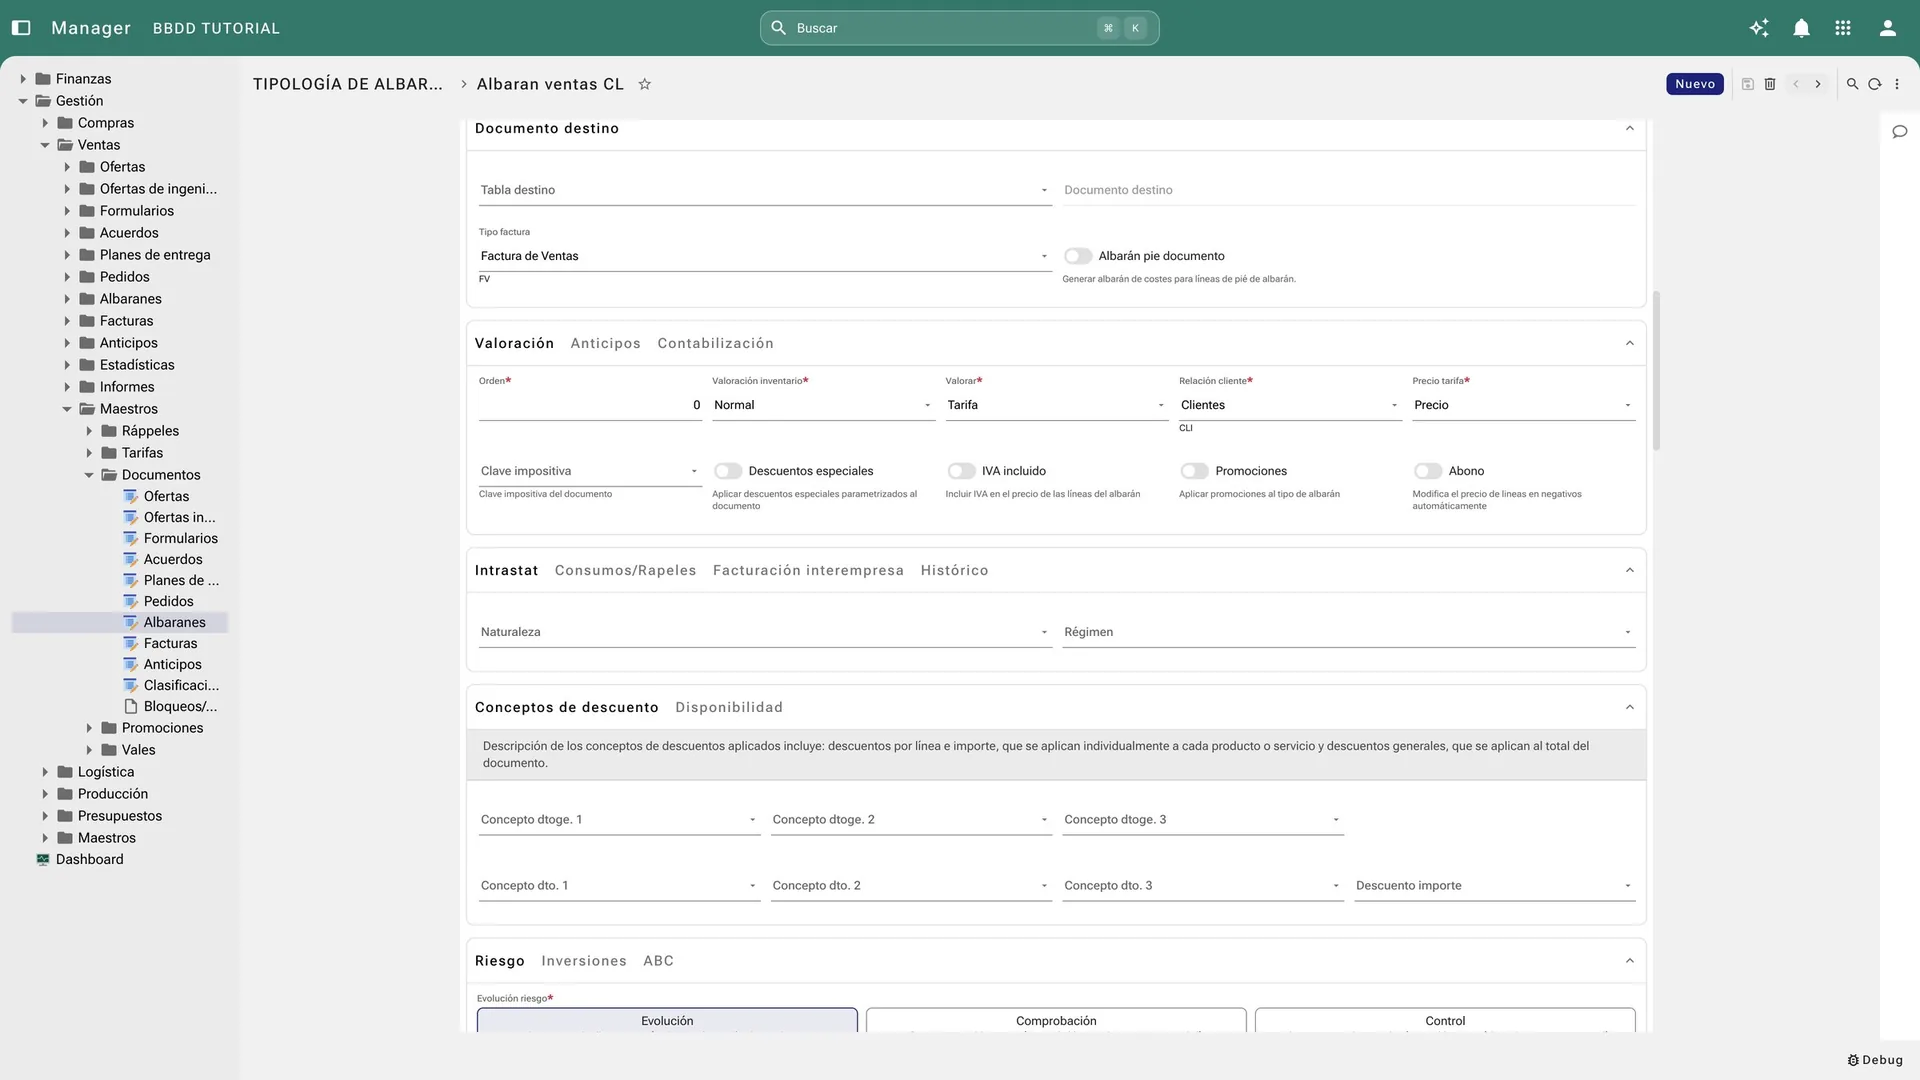 Manager
BBDD TUTORIAL
Buscar
⌘
K
Finanzas
Gestión
Compras
Ventas
Ofertas
Ofertas de ingeni...
Formularios
Acuerdos
Planes de entrega
Pedidos
Albaranes
Facturas
Anticipos
Estadísticas
Informes
Maestros
Ráppeles
Tarifas
Documentos
Ofertas
Ofertas in...
Formularios
Acuerdos
Planes de ...
Pedidos
Albaranes
Facturas
Anticipos
Clasificaci...
Bloqueos/...
Promociones
Vales
Logística
Producción
Presupuestos
Maestros
Dashboard
TIPOLOGÍA DE ALBAR... > Albaran ventas CL
Nuevo
Documento destino
Tabla destino
Documento destino
Tipo factura
Factura de Ventas
FV
Albarán pie documento
Generar albarán de costes para líneas de pié de albarán.
Valoración Anticipos Contabilización
Orden*
0
Valoración inventario*
Normal
Valorar*
Tarifa
Relación cliente*
Clientes
CLI
Precio tarifa*
Precio
Clave impositiva
Clave impositiva del documento
Descuentos especiales
Aplicar descuentos especiales parametrizados al
documento
IVA incluido
Incluir IVA en el precio de las líneas del albarán
Promociones
Aplicar promociones al tipo de albarán
Abono
Modifica el precio de lineas en negativos
automáticamente
Intrastat Consumos/Rapeles Facturación interempresa Histórico
Naturaleza
Régimen
Conceptos de descuento Disponibilidad
Descripción de los conceptos de descuentos aplicados incluye: descuentos por línea e importe, que se aplican individualmente a cada producto o servicio y descuentos generales, que se aplican al total del
documento.
Concepto dtoge. 1
Concepto dtoge. 2
Concepto dtoge. 3
Concepto dto. 1
Concepto dto. 2
Concepto dto. 3
Descuento importe
Riesgo Inversiones ABC
Evolución riesgo*
Evolución
Comprobación
Control
Debug